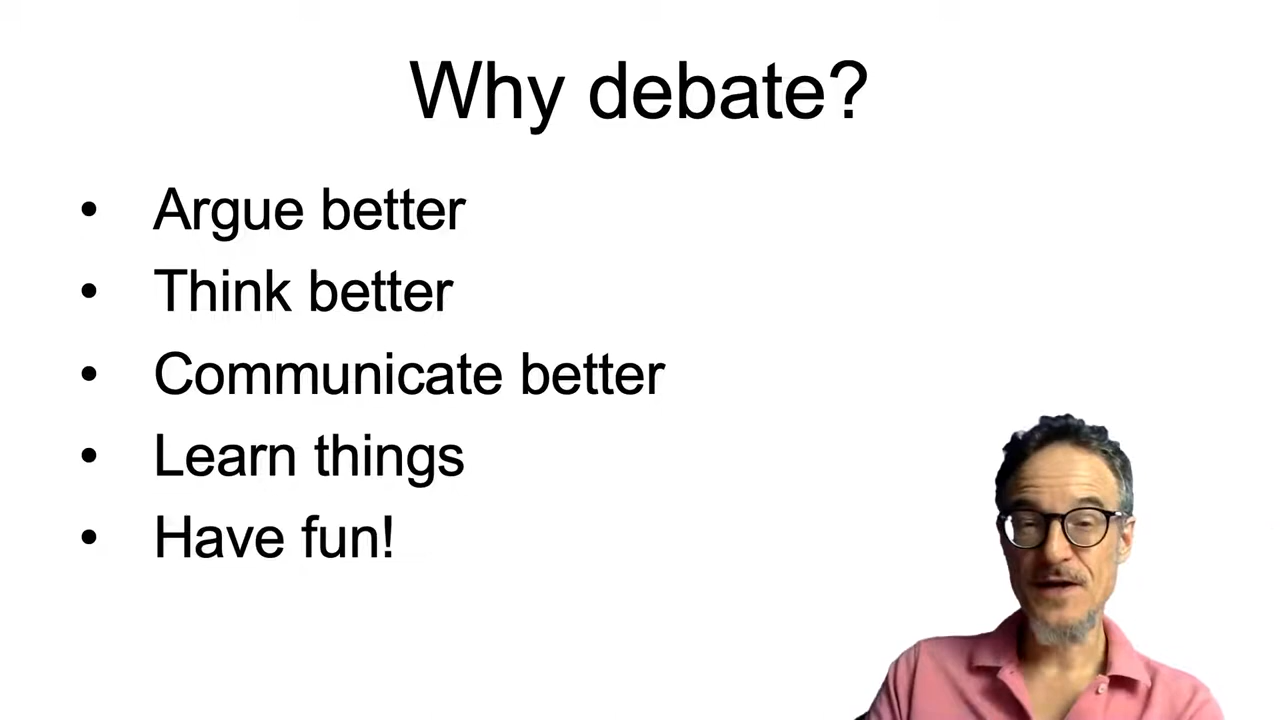 Why debate?
• Argue better
• Think better
• Communicate better
• Learn things
• Have fun!